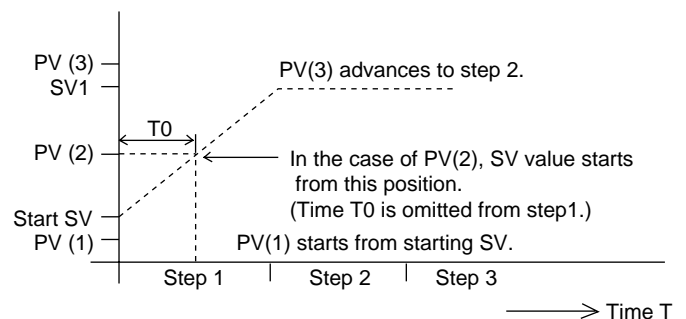 PV (3)
SV1
PV(3) advances to step 2.
T0
PV (2)
In the case of PV(2), SV value starts
from this position.
(Time T0 is omitted from step1.)
Start SV
PV (1)
PV(1) starts from starting SV.
Step 1
Step 2
Step 3
Time T